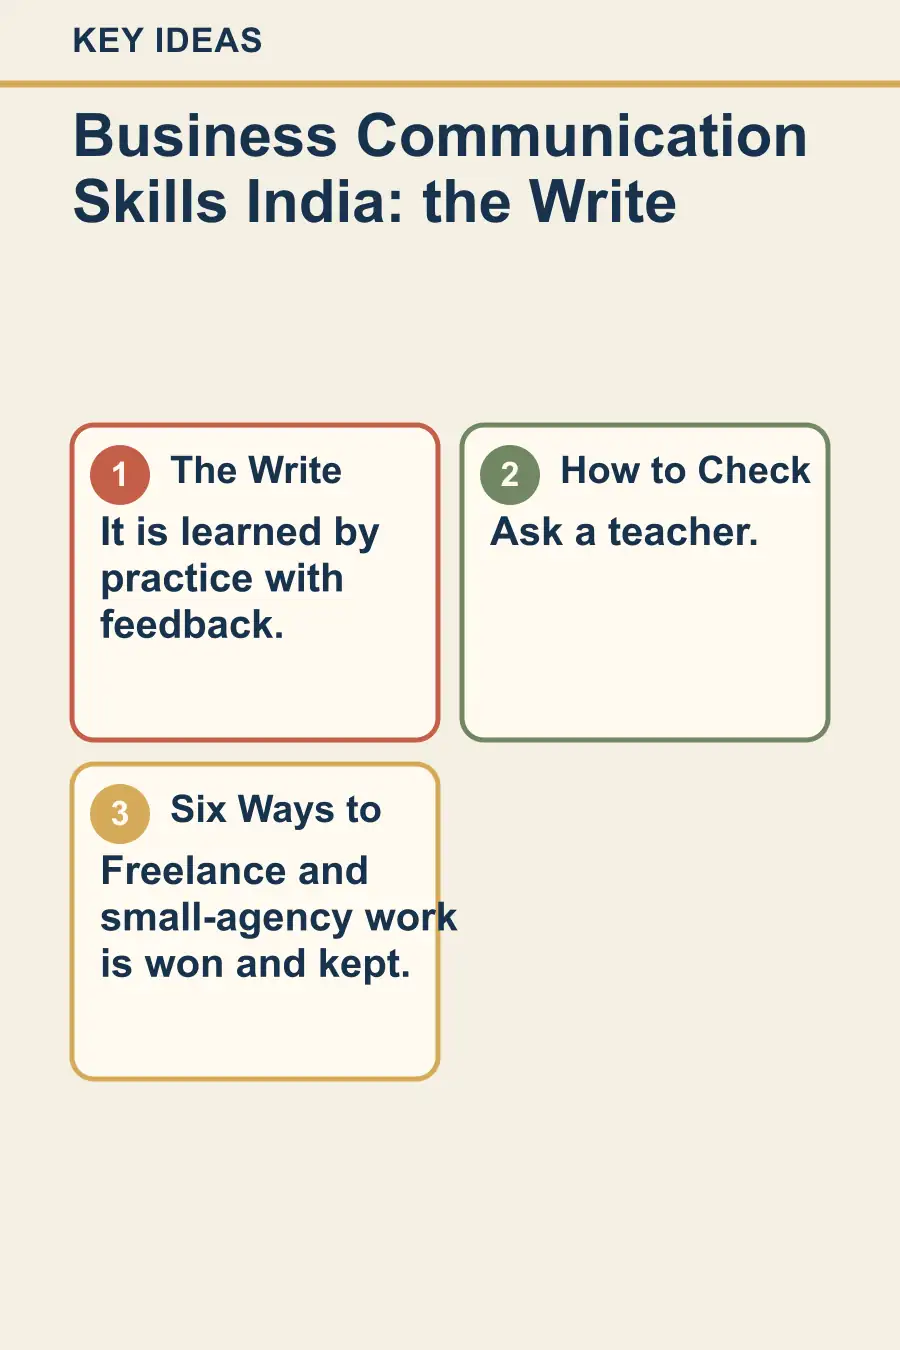 KEY IDEAS
Business Communication
Skills India: the Write
1 The Write
It is learned by
practice with
feedback.
2 How to Check
Ask a teacher.
3 Six Ways to
Freelance and
small-agency work
is won and kept.